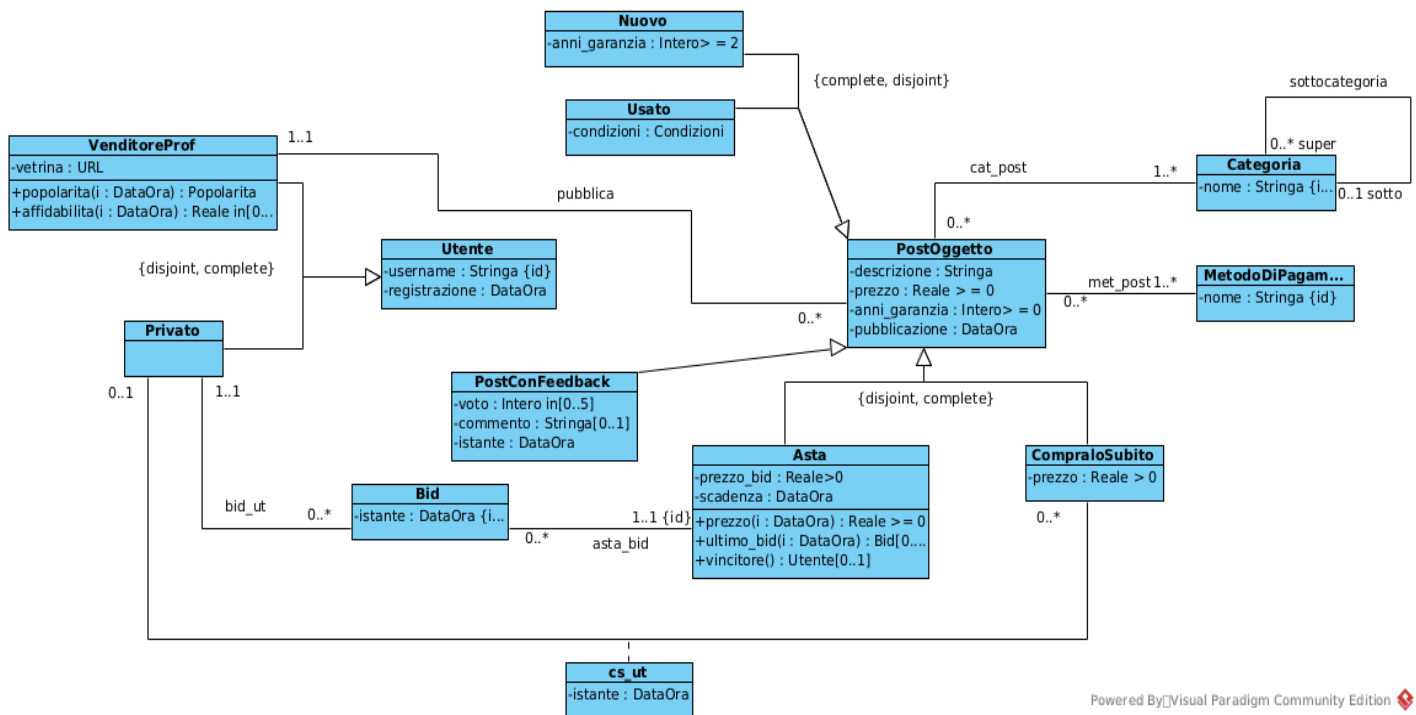 Nuovo
-anni_garanzia : Intero> = 2
{complete, disjoint}
Usato
-condizioni : Condizioni
sottocategoria
0..* super
Categoria
-nome : Stringa {i...
0..1 sotto
cat_post
1..*
0..*
VenditoreProf
-vetrina : URL
+popolarita(i : DataOra) : Popolarita
+affidabilita(i : DataOra) : Reale in[0...
1..1
pubblica
0..*
{disjoint, complete}
Utente
-username : Stringa {id}
-registrazione : DataOra
PostOggetto
-descrizione : Stringa
-prezzo : Reale > = 0
-anni_garanzia : Intero> = 0
-pubblicazione : DataOra
met_post
1..*
0..*
MetodoDiPagam...
-nome : Stringa {id}
Privato
0..1
1..1
PostConFeedback
-voto : Intero in[0..5]
-commento : Stringa[0..1]
-istante : DataOra
{disjoint, complete}
Asta
-prezzo_bid : Reale>0
-scadenza : DataOra
+prezzo(i : DataOra) : Reale >= 0
+ultimo_bid(i : DataOra) : Bid[0....
+vincitore() : Utente[0..1]
CompraloSubito
-prezzo : Reale > 0
0..*
bid_ut
0..*
Bid
-istante : DataOra {i...
0..*
asta_bid
1..1 {id}
cs_ut
-istante : DataOra
Powered By Visual Paradigm Community Edition